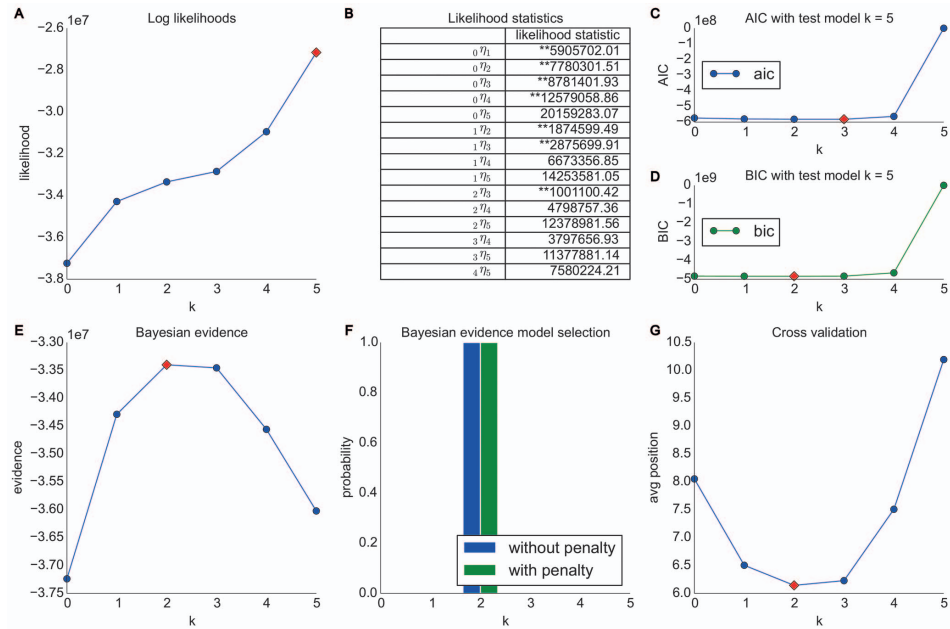 A
Log likelihoods
1e7
−2.6
−3.0
−3.4
−3.8
likelihood
0 1 2 3 4 5
k
B
Likelihood statistics
likelihood statistic
0η1 **5905702.01
0η2 **7780301.51
0η3 **8781401.93
0η4 **12579058.86
0η5 20159283.07
1η2 **1874599.49
1η3 **2875699.91
1η4 6673356.85
1η5 14253581.05
2η3 **1001100.42
2η4 4798757.36
2η5 12378981.56
3η4 3797656.93
3η5 11377881.14
4η5 7580224.21
C
AIC with test model k = 5
1e8
0
−1
−2
−3
−4
−5
−6
AIC
aic
0 1 2 3 4 5
k
D
BIC with test model k = 5
1e9
0
−1
−2
−3
−4
−5
BIC
bic
0 1 2 3 4 5
k
E
Bayesian evidence
1e7
−3.30
−3.35
−3.40
−3.45
−3.50
−3.55
−3.60
−3.65
−3.70
−3.75
evidence
0 1 2 3 4 5
k
F
Bayesian evidence model selection
1.0
0.8
0.6
0.4
0.2
0.0
probability
without penalty
with penalty
0 1 2 3 4 5
k
G
Cross validation
10.5
10.0
9.5
9.0
8.5
8.0
7.5
7.0
6.5
6.0
avg position
0 1 2 3 4 5
k